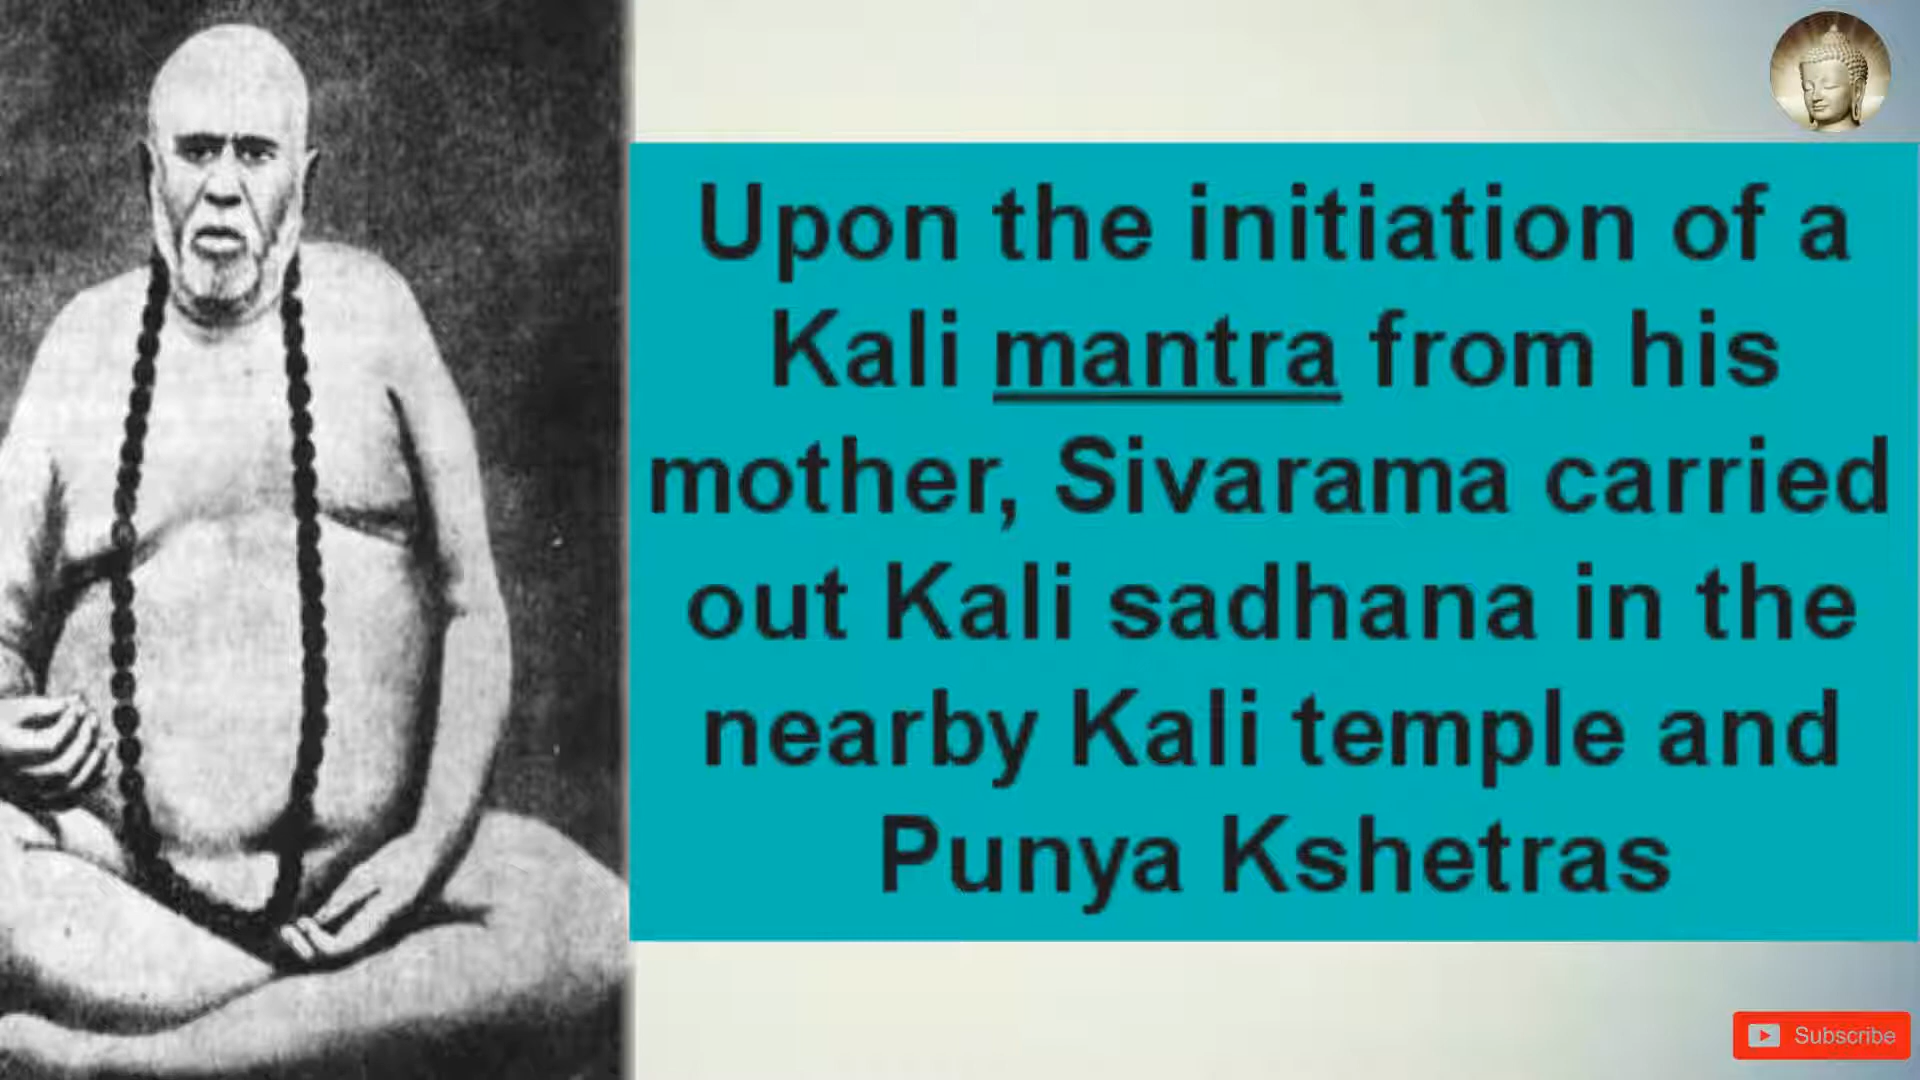 Upon the initiation of a
Kali mantra from his
mother, Sivarama carried
out Kali sadhana in the
nearby Kali temple and
Punya Kshetras
Subscribe